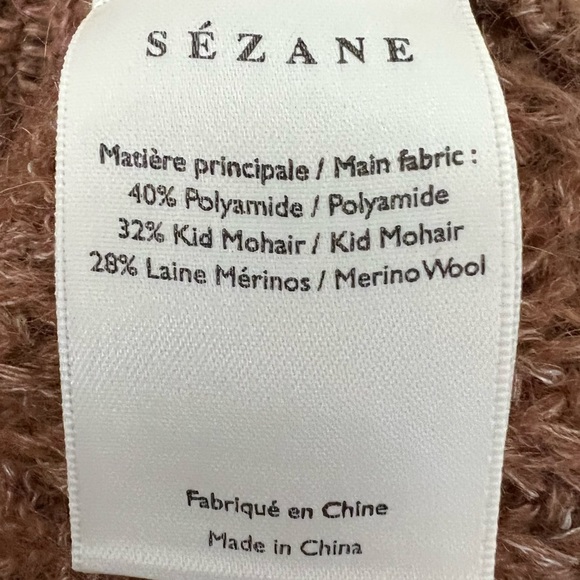 SÉZANE
Matière principale / Main fabric :
40% Polyamide / Polyamide
32% Kid Mohair / Kid Mohair
28% Laine Mérinos / Merino Wool
Fabriqué en Chine
Made in China